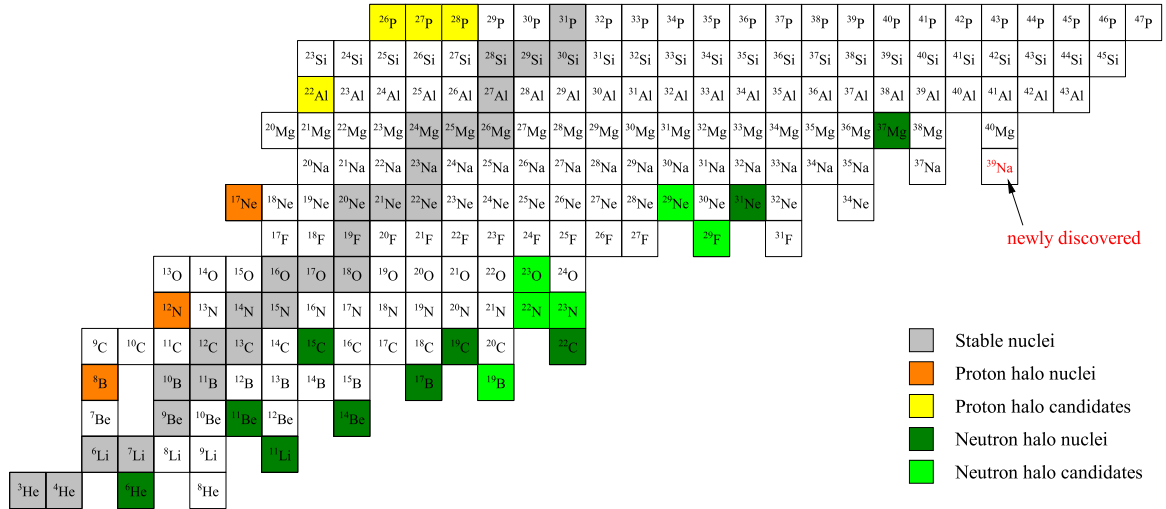 ²⁶P ²⁷P ²⁸P ²⁹P ³⁰P ³¹P ³²P ³³P ³⁴P ³⁵P ³⁶P ³⁷P ³⁸P ³⁹P ⁴⁰P ⁴¹P ⁴²P ⁴³P ⁴⁴P ⁴⁵P ⁴⁶P ⁴⁷P
²³Si ²⁴Si ²⁵Si ²⁶Si ²⁷Si ²⁸Si ²⁹Si ³⁰Si ³¹Si ³²Si ³³Si ³⁴Si ³⁵Si ³⁶Si ³⁷Si ³⁸Si ³⁹Si ⁴⁰Si ⁴¹Si ⁴²Si ⁴³Si ⁴⁴Si ⁴⁵Si
²²Al ²³Al ²⁴Al ²⁵Al ²⁶Al ²⁷Al ²⁸Al ²⁹Al ³⁰Al ³¹Al ³²Al ³³Al ³⁴Al ³⁵Al ³⁶Al ³⁷Al ³⁸Al ³⁹Al ⁴⁰Al ⁴¹Al ⁴²Al ⁴³Al
²⁰Mg ²¹Mg ²²Mg ²³Mg ²⁴Mg ²⁵Mg ²⁶Mg ²⁷Mg ²⁸Mg ²⁹Mg ³⁰Mg ³¹Mg ³²Mg ³³Mg ³⁴Mg ³⁵Mg ³⁶Mg ³⁷Mg ³⁸Mg ⁴⁰Mg
²⁰Na ²¹Na ²²Na ²³Na ²⁴Na ²⁵Na ²⁶Na ²⁷Na ²⁸Na ²⁹Na ³⁰Na ³¹Na ³²Na ³³Na ³⁴Na ³⁵Na ³⁷Na ³⁹Na
¹⁷Ne ¹⁸Ne ¹⁹Ne ²⁰Ne ²¹Ne ²²Ne ²³Ne ²⁴Ne ²⁵Ne ²⁶Ne ²⁷Ne ²⁸Ne ²⁹Ne ³⁰Ne ³¹Ne ³²Ne ³⁴Ne
¹⁷F ¹⁸F ¹⁹F ²⁰F ²¹F ²²F ²³F ²⁴F ²⁵F ²⁶F ²⁷F ²⁹F ³¹F
newly discovered
¹³O ¹⁴O ¹⁵O ¹⁶O ¹⁷O ¹⁸O ¹⁹O ²⁰O ²¹O ²²O ²³O ²⁴O
¹²N ¹³N ¹⁴N ¹⁵N ¹⁶N ¹⁷N ¹⁸N ¹⁹N ²⁰N ²¹N ²²N ²³N
⁹C ¹⁰C ¹¹C ¹²C ¹³C ¹⁴C ¹⁵C ¹⁶C ¹⁷C ¹⁸C ¹⁹C ²⁰C ²²C
⁸B ¹⁰B ¹¹B ¹²B ¹³B ¹⁴B ¹⁵B ¹⁷B ¹⁹B
⁷Be ⁹Be ¹⁰Be ¹¹Be ¹²Be ¹⁴Be
⁶Li ⁷Li ⁸Li ⁹Li ¹¹Li
³He ⁴He ⁶He ⁸He
Stable nuclei
Proton halo nuclei
Proton halo candidates
Neutron halo nuclei
Neutron halo candidates